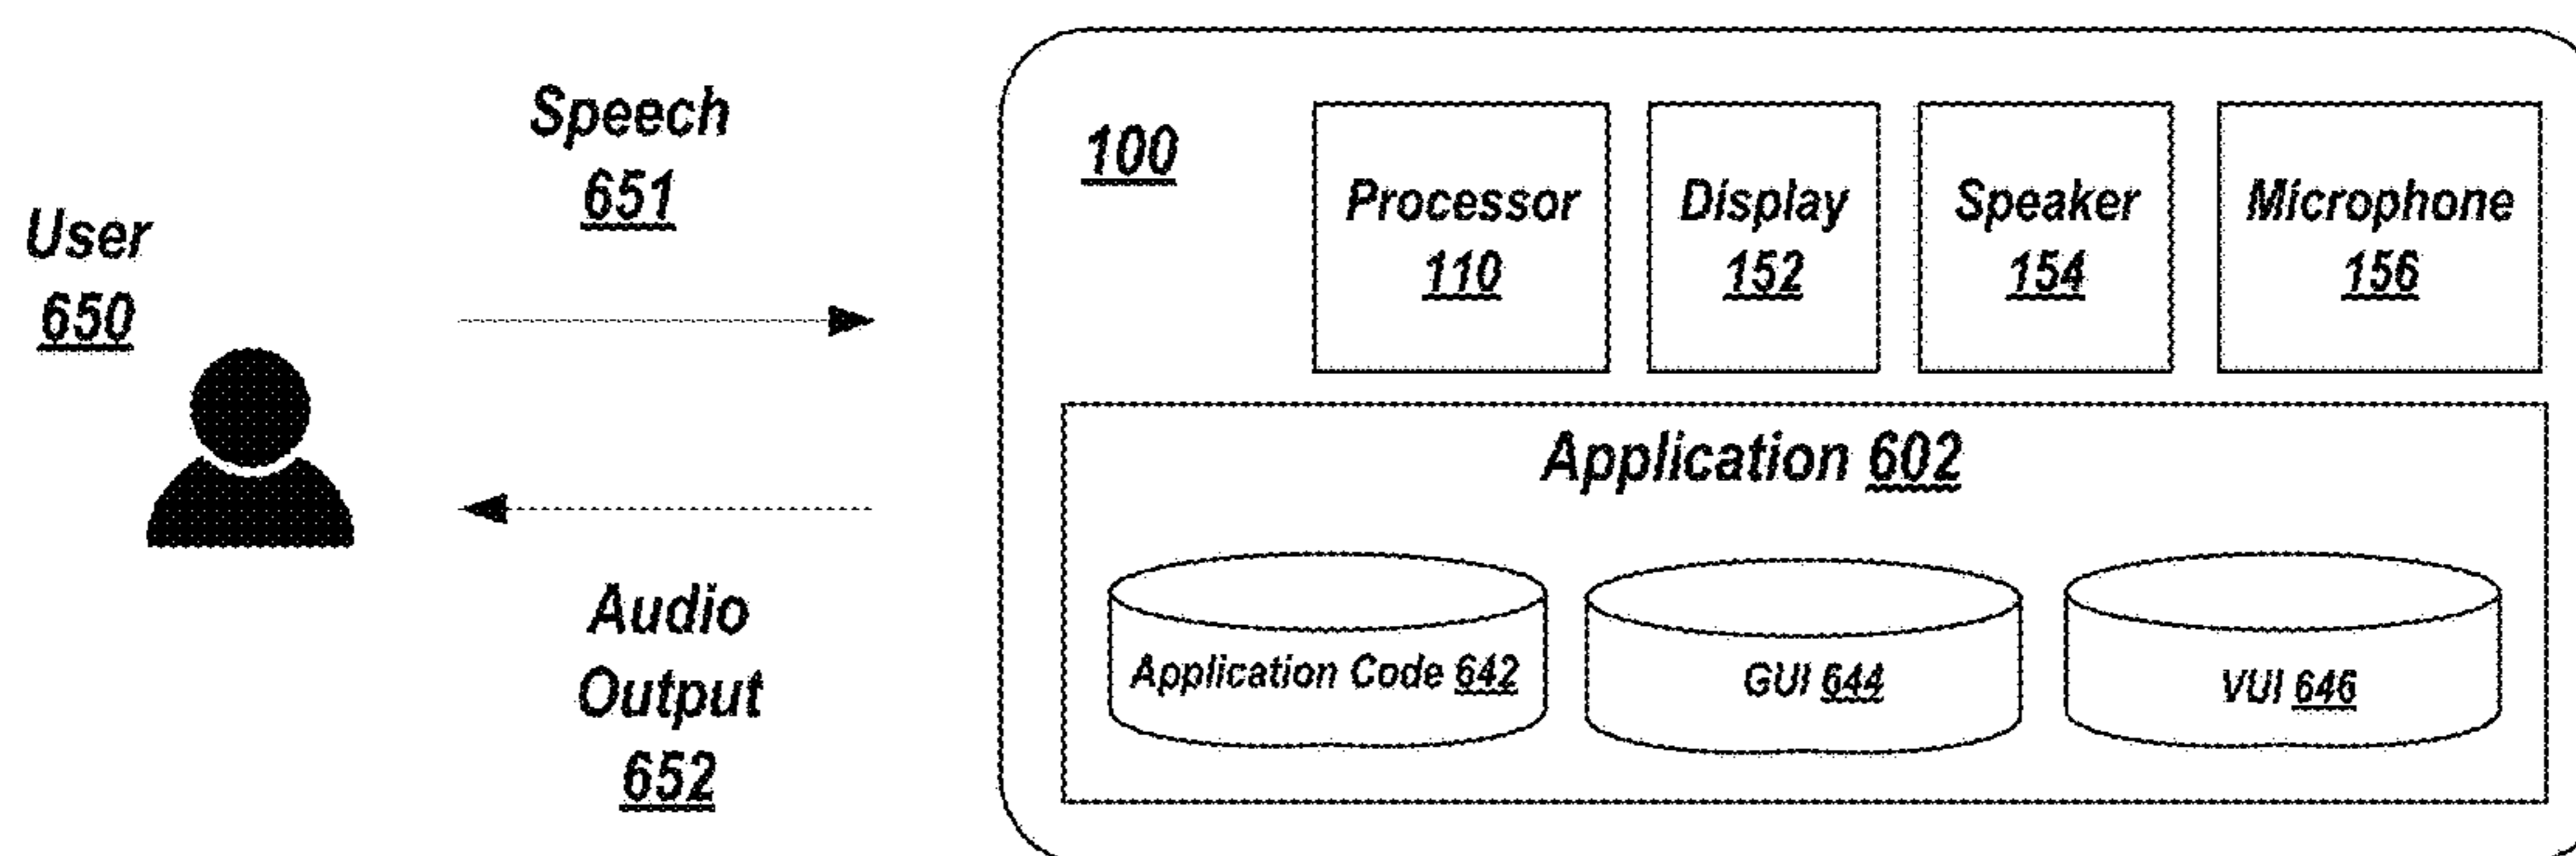 User
650
Speech
651
Audio
Output
652
100
Processor
110
Display
152
Speaker
154
Microphone
156
Application 602
Application Code 642
GUI 644
VUI 646